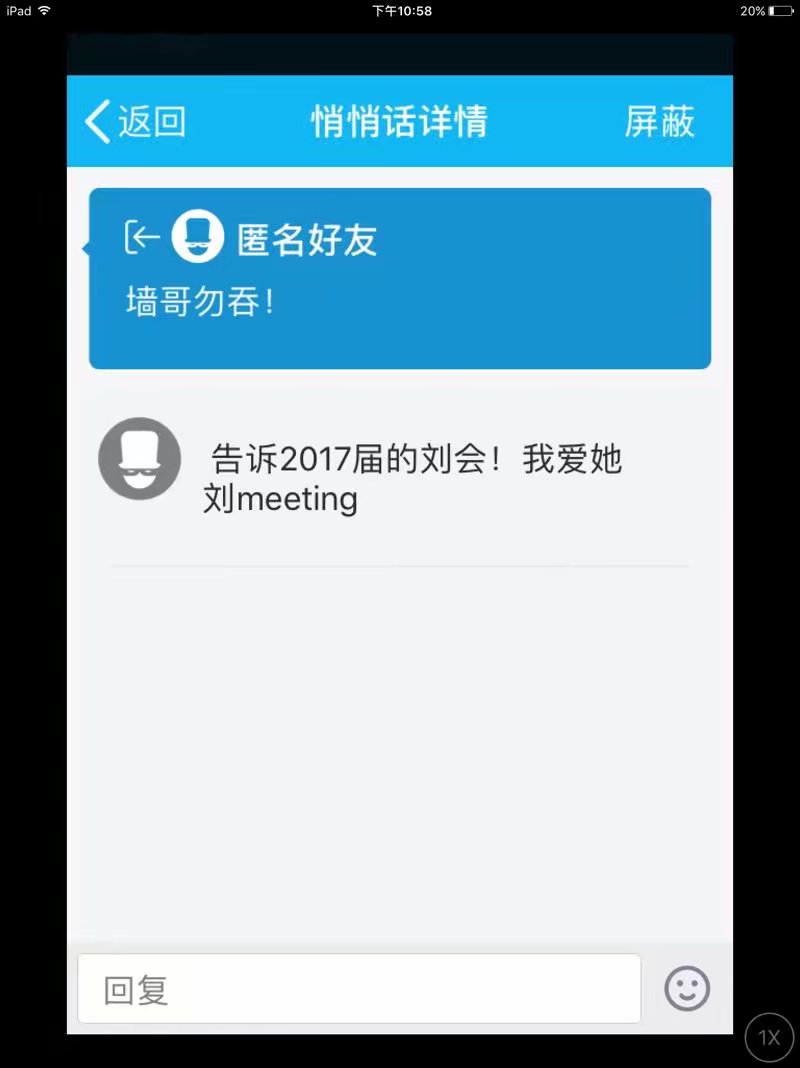 iPad 下午10:58 20%
返回 悄悄话详情 屏蔽
匿名好友
墙哥勿吞！
告诉2017届的刘会！我爱她
刘meeting
回复
1X